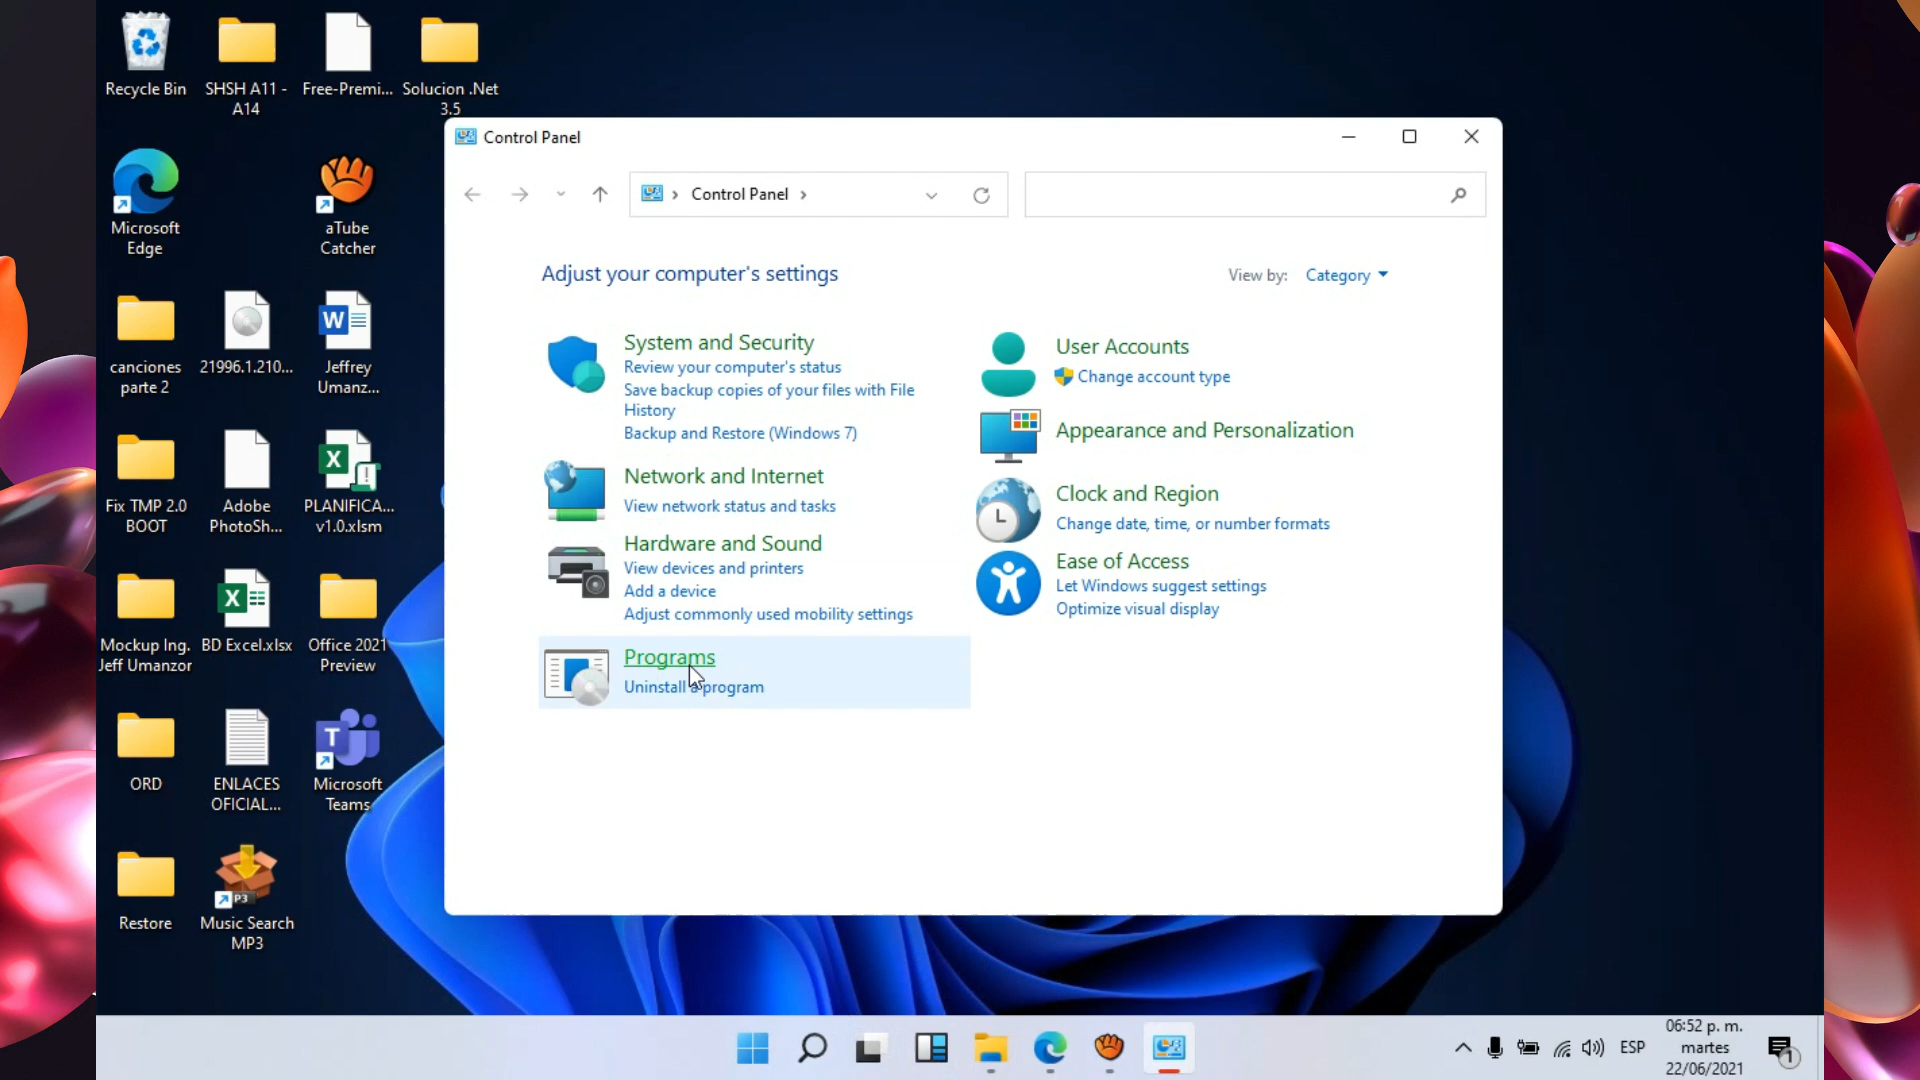 Recycle Bin
SHSH A11 -
A14
Free-Premi...
Solucion .Net
3.5
Microsoft
Edge
aTube
Catcher
canciones
parte 2
21996.1.210...
Jeffrey
Umanz...
Fix TMP 2.0
BOOT
Adobe
PhotoSh...
PLANIFICA...
v1.0.xlsm
Mockup Ing.
Jeff Umanzor
BD Excel.xlsx
Office 2021
Preview
ORD
ENLACES
OFICIAL...
Microsoft
Teams
Restore
Music Search
MP3
Control Panel
Control Panel
Adjust your computer's settings
View by: Category
System and Security
Review your computer's status
Save backup copies of your files with File
History
Backup and Restore (Windows 7)
Network and Internet
View network status and tasks
Hardware and Sound
View devices and printers
Add a device
Adjust commonly used mobility settings
Programs
Uninstall a program
User Accounts
Change account type
Appearance and Personalization
Clock and Region
Change date, time, or number formats
Ease of Access
Let Windows suggest settings
Optimize visual display
ESP
06:52 p. m.
martes
22/06/2021
1